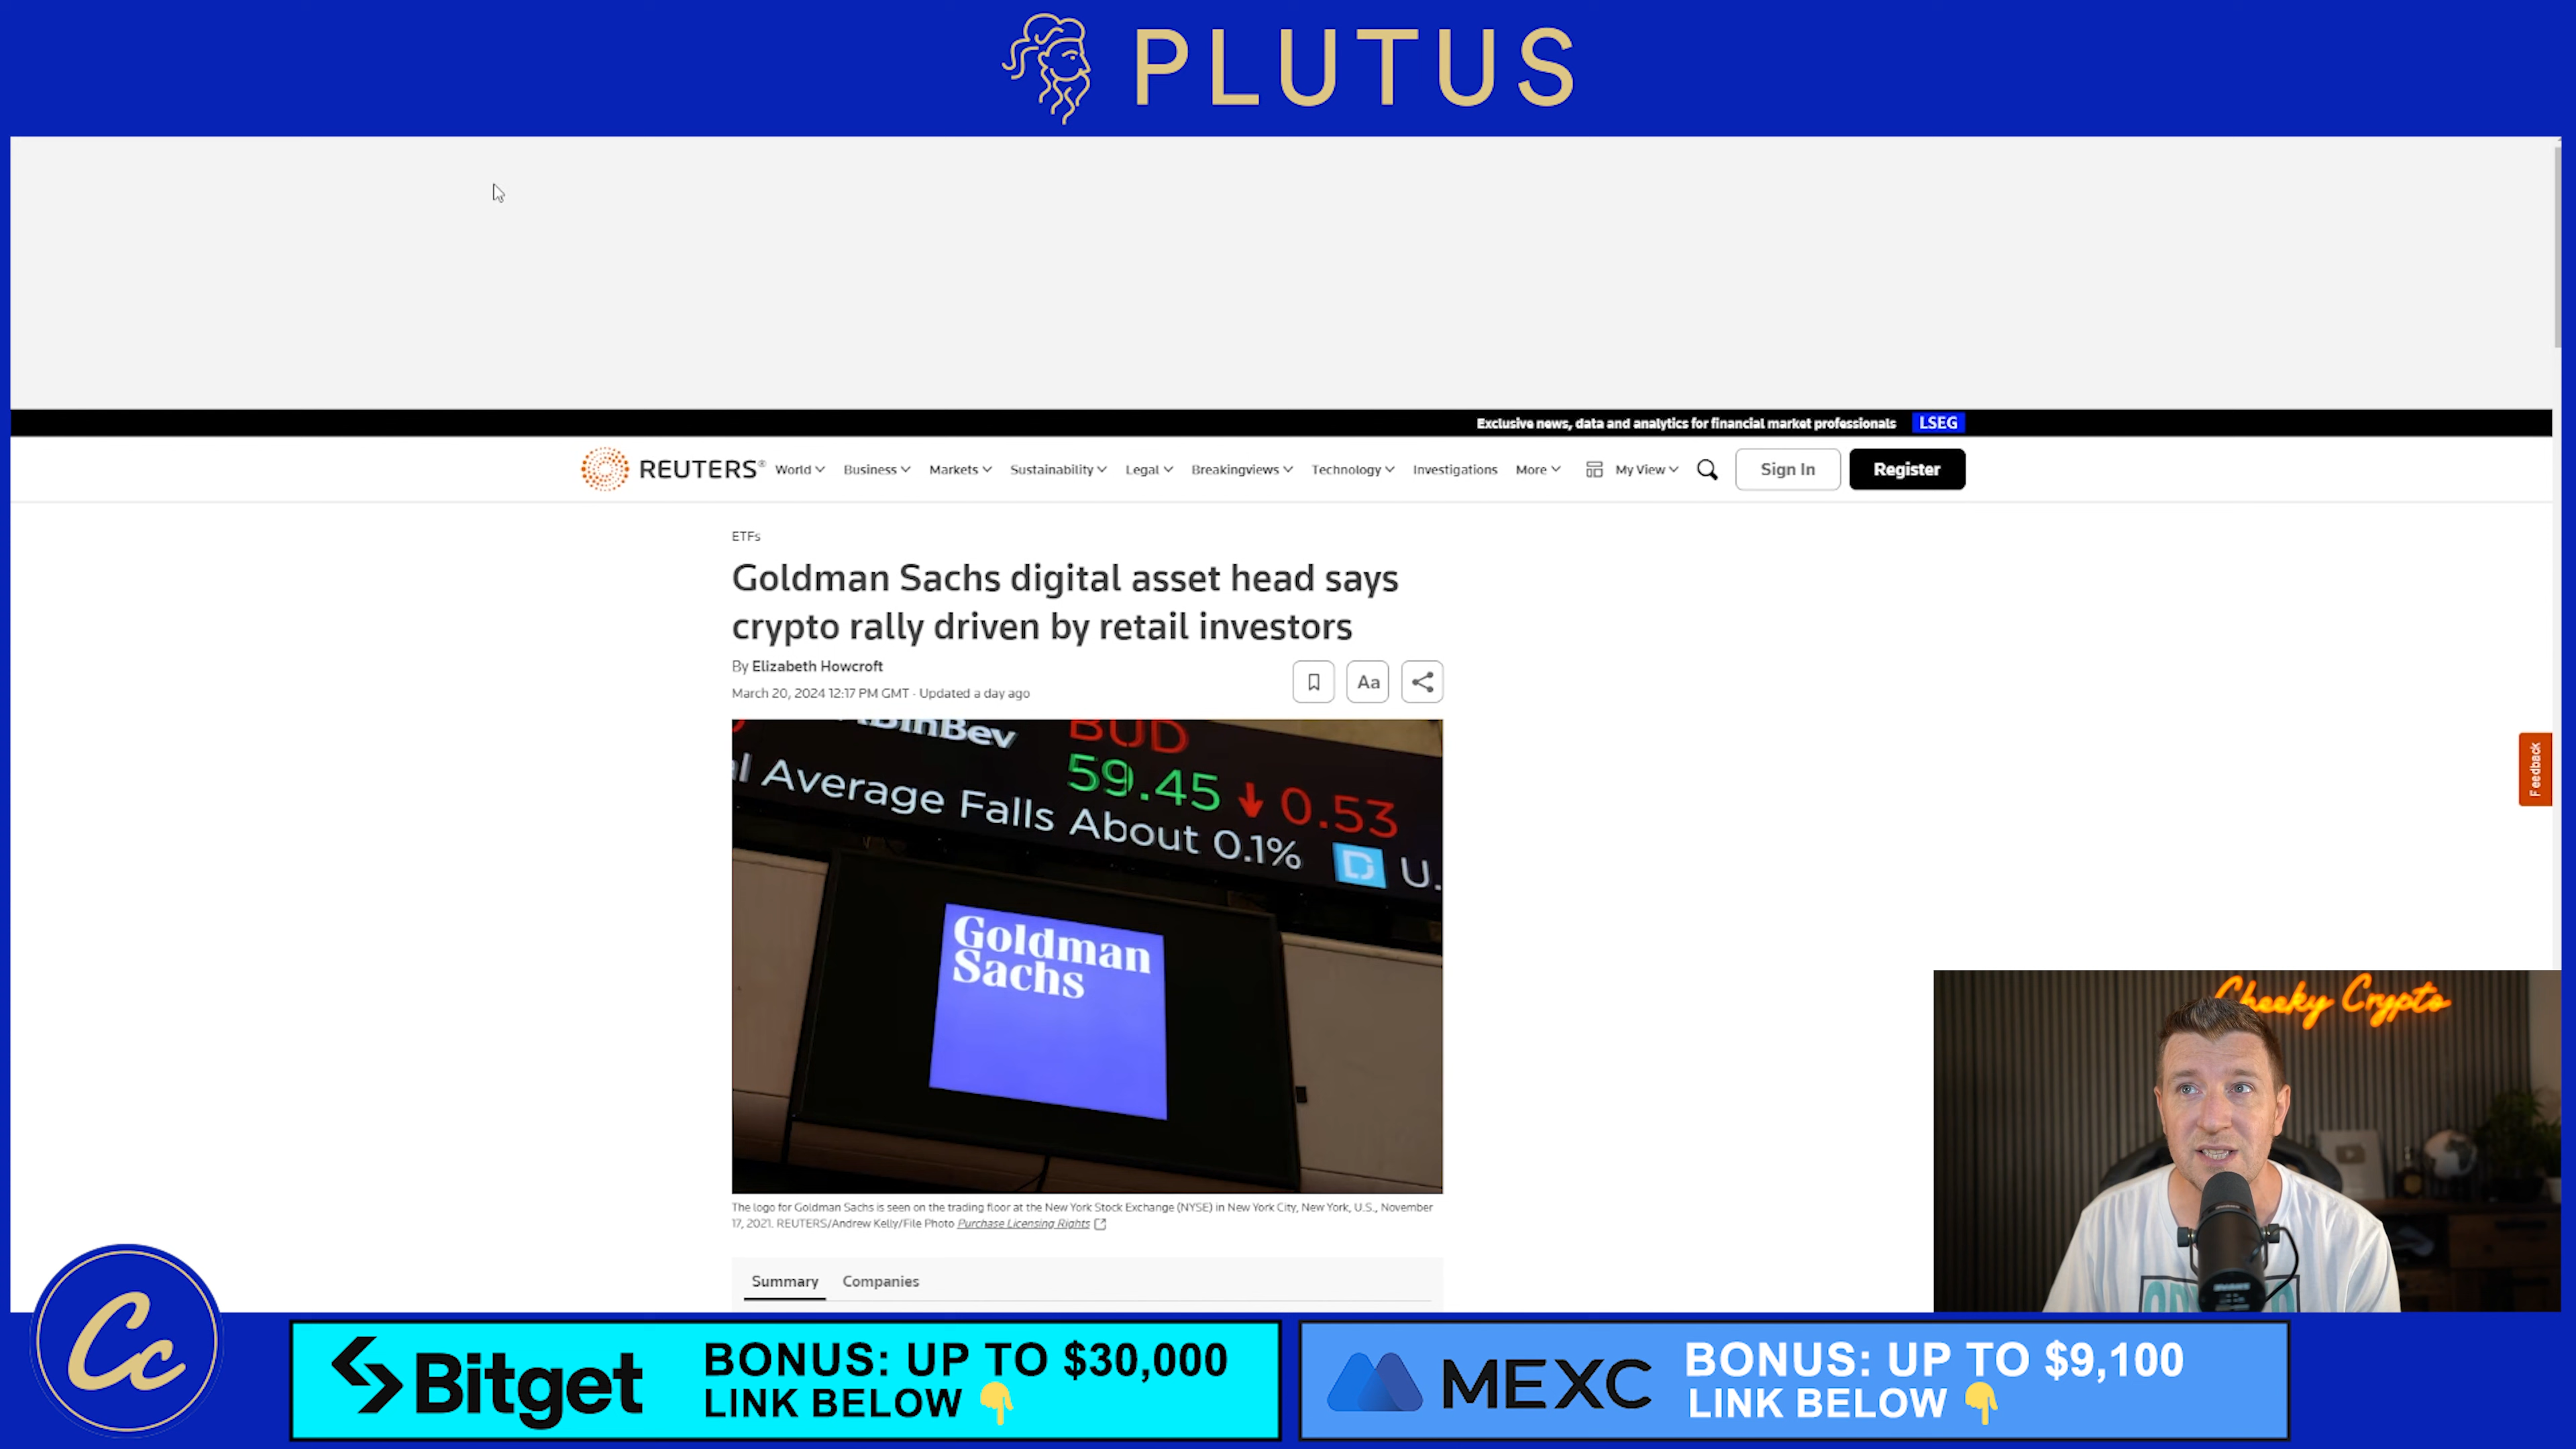 PLUTUS
Exclusive news, data and analytics for financial market professionals LSEG
REUTERS® World Business Markets Sustainability Legal Breakingviews Technology Investigations More My View Sign In Register
ETFs
Goldman Sachs digital asset head says
crypto rally driven by retail investors
By Elizabeth Howcroft
March 20, 2024 12:17 PM GMT · Updated a day ago
Aa
BUD
59.45 0.53
Average Falls About 0.1% U.
Goldman
Sachs
Feedback
Cheeky Crypto
The logo for Goldman Sachs is seen on the trading floor at the New York Stock Exchange (NYSE) in New York City, New York, U.S., November
17, 2021. REUTERS/Andrew Kelly/File Photo Purchase Licensing Rights
Summary Companies
Cc
Bitget
BONUS: UP TO $30,000
LINK BELOW 👇
MEXC
BONUS: UP TO $9,100
LINK BELOW 👇